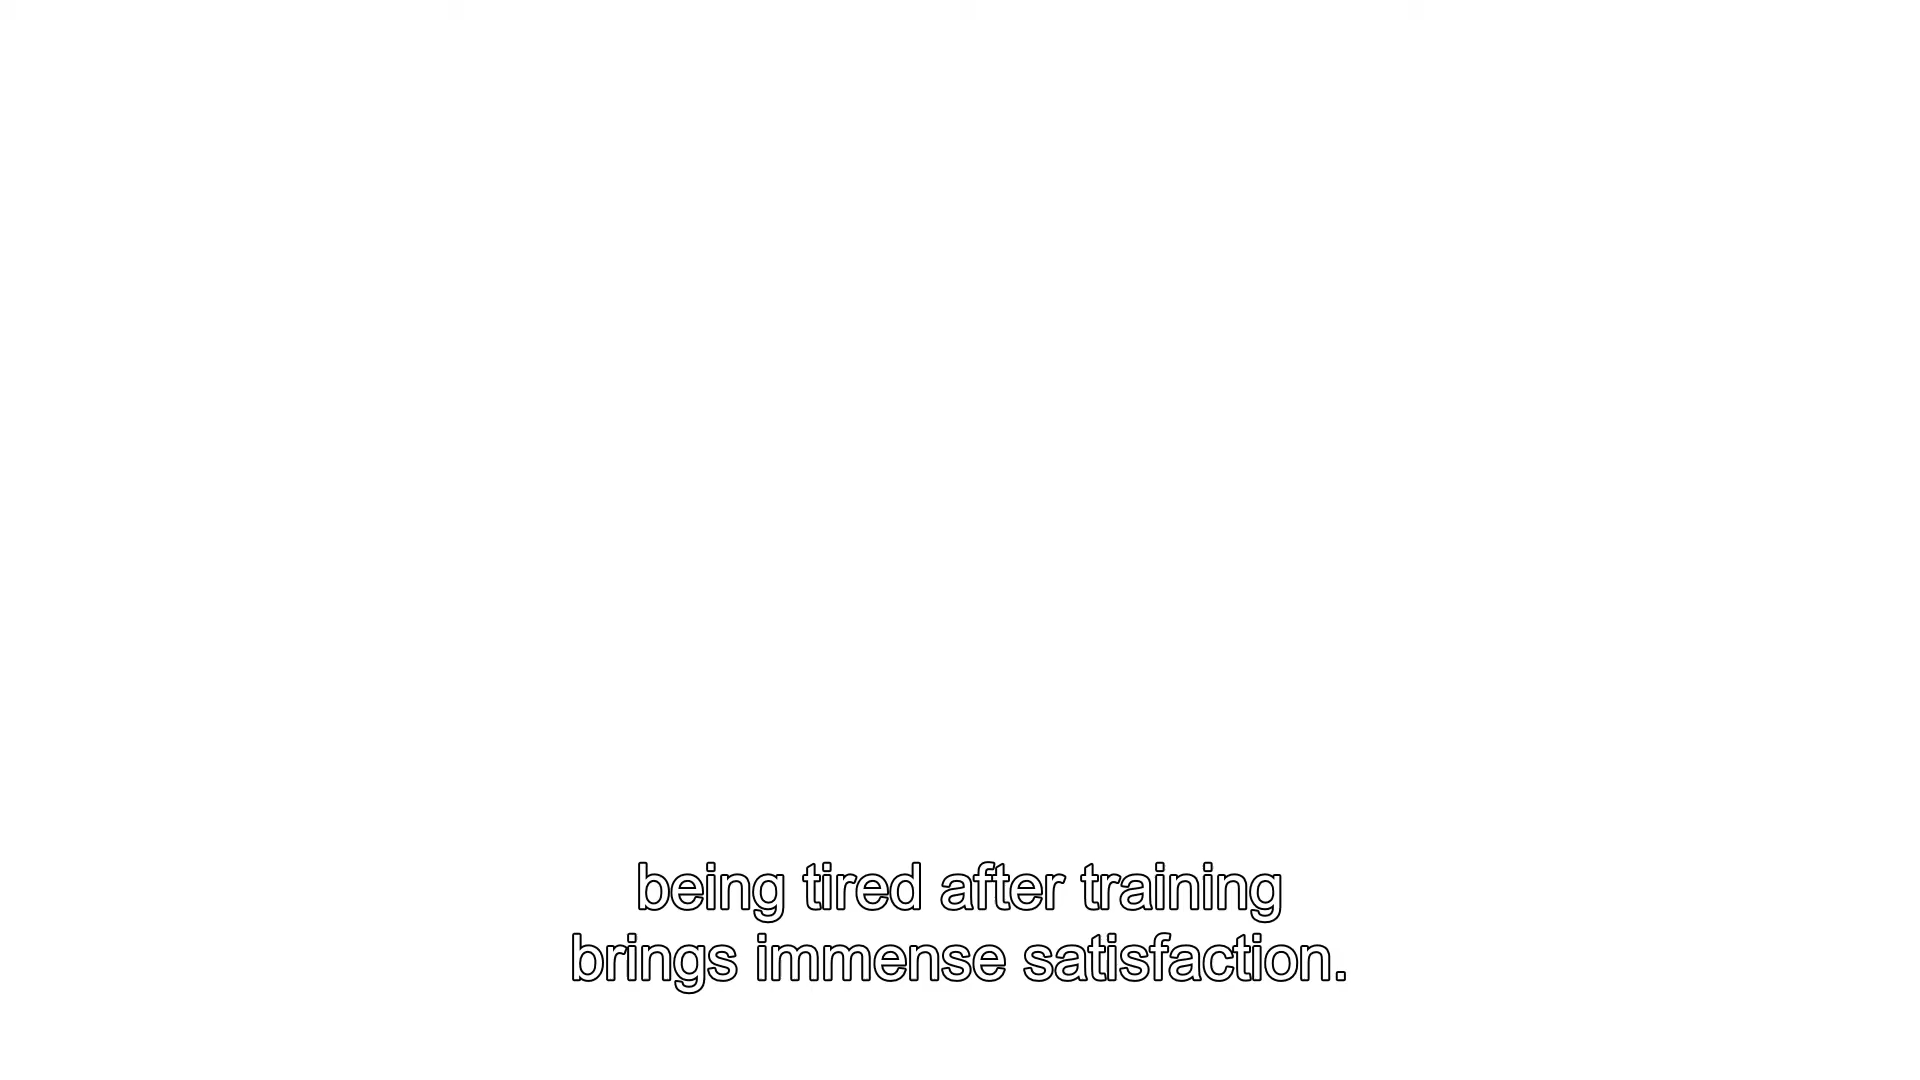 being tired after training
brings immense satisfaction.